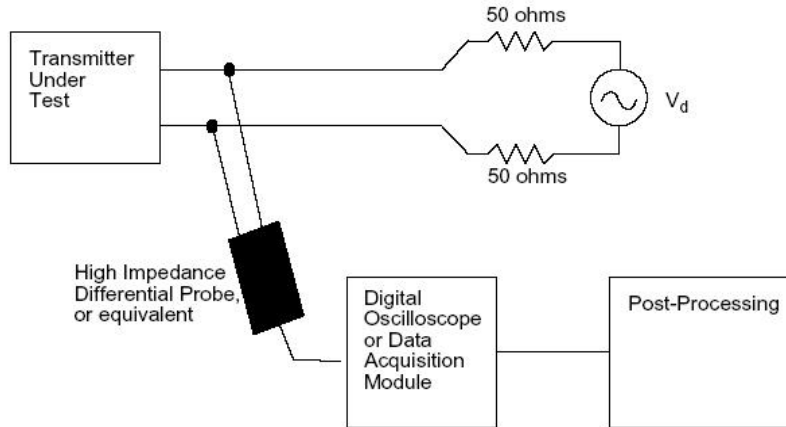 50 ohms
Transmitter
Under
Test
Vd
50 ohms
High Impedance
Differential Probe,
or equivalent
Digital
Oscilloscope
or Data
Acquisition
Module
Post-Processing